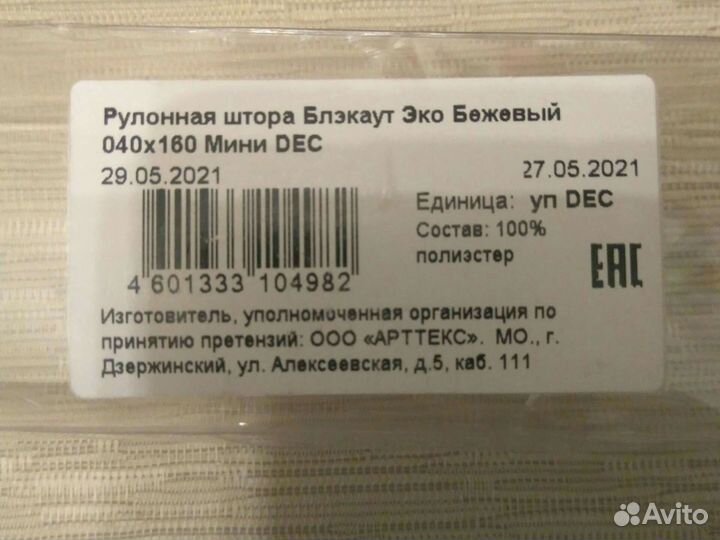 Рулонная штора Блэкаут Эко Бежевый
040x160 Мини DEC
29.05.2021
27.05.2021
Единица: уп DEC
Состав: 100%
полиэстер
4 601333 104982
EAC
Изготовитель, уполномоченная организация по
принятию претензий: ООО «АРТТЕКС». МО., г.
Дзержинский, ул. Алексеевская, д.5, каб. 111
Avito